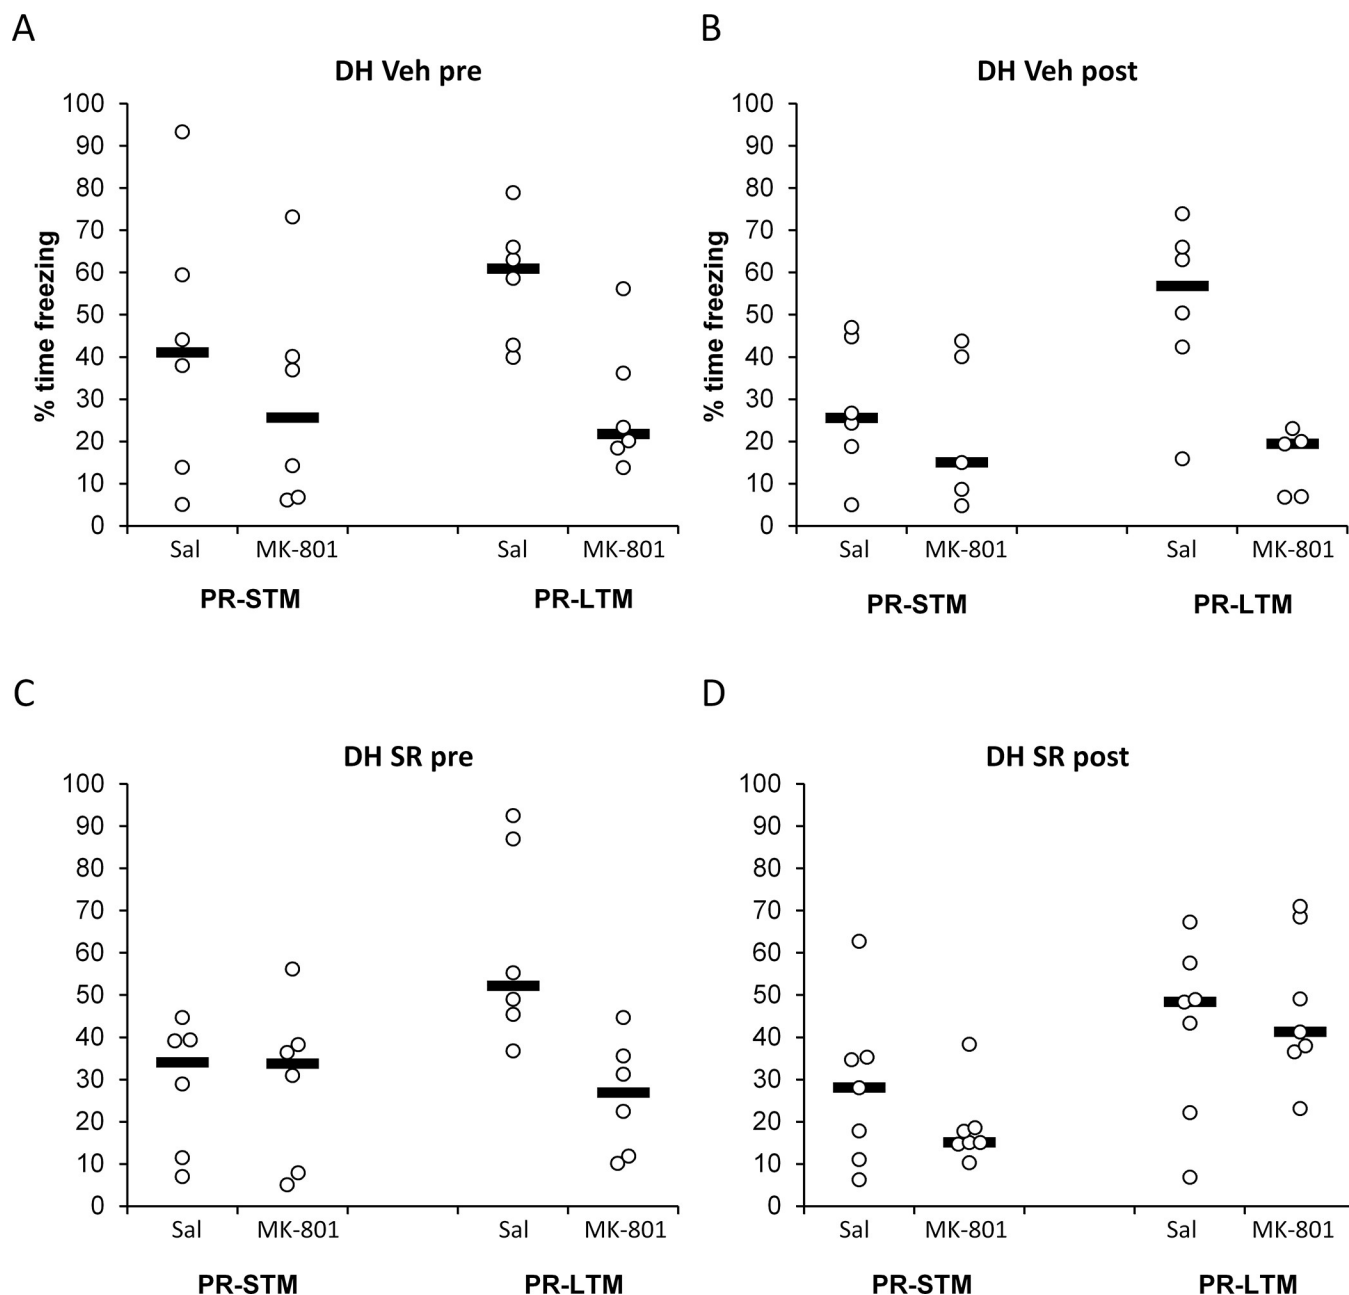 A
DH Veh pre
% time freezing
100
90
80
70
60
50
40
30
20
10
0
Sal MK-801 Sal MK-801
PR-STM PR-LTM
B
DH Veh post
% time freezing
100
90
80
70
60
50
40
30
20
10
0
Sal MK-801 Sal MK-801
PR-STM PR-LTM
C
DH SR pre
100
90
80
70
60
50
40
30
20
10
0
Sal MK-801 Sal MK-801
PR-STM PR-LTM
D
DH SR post
100
90
80
70
60
50
40
30
20
10
0
Sal MK-801 Sal MK-801
PR-STM PR-LTM